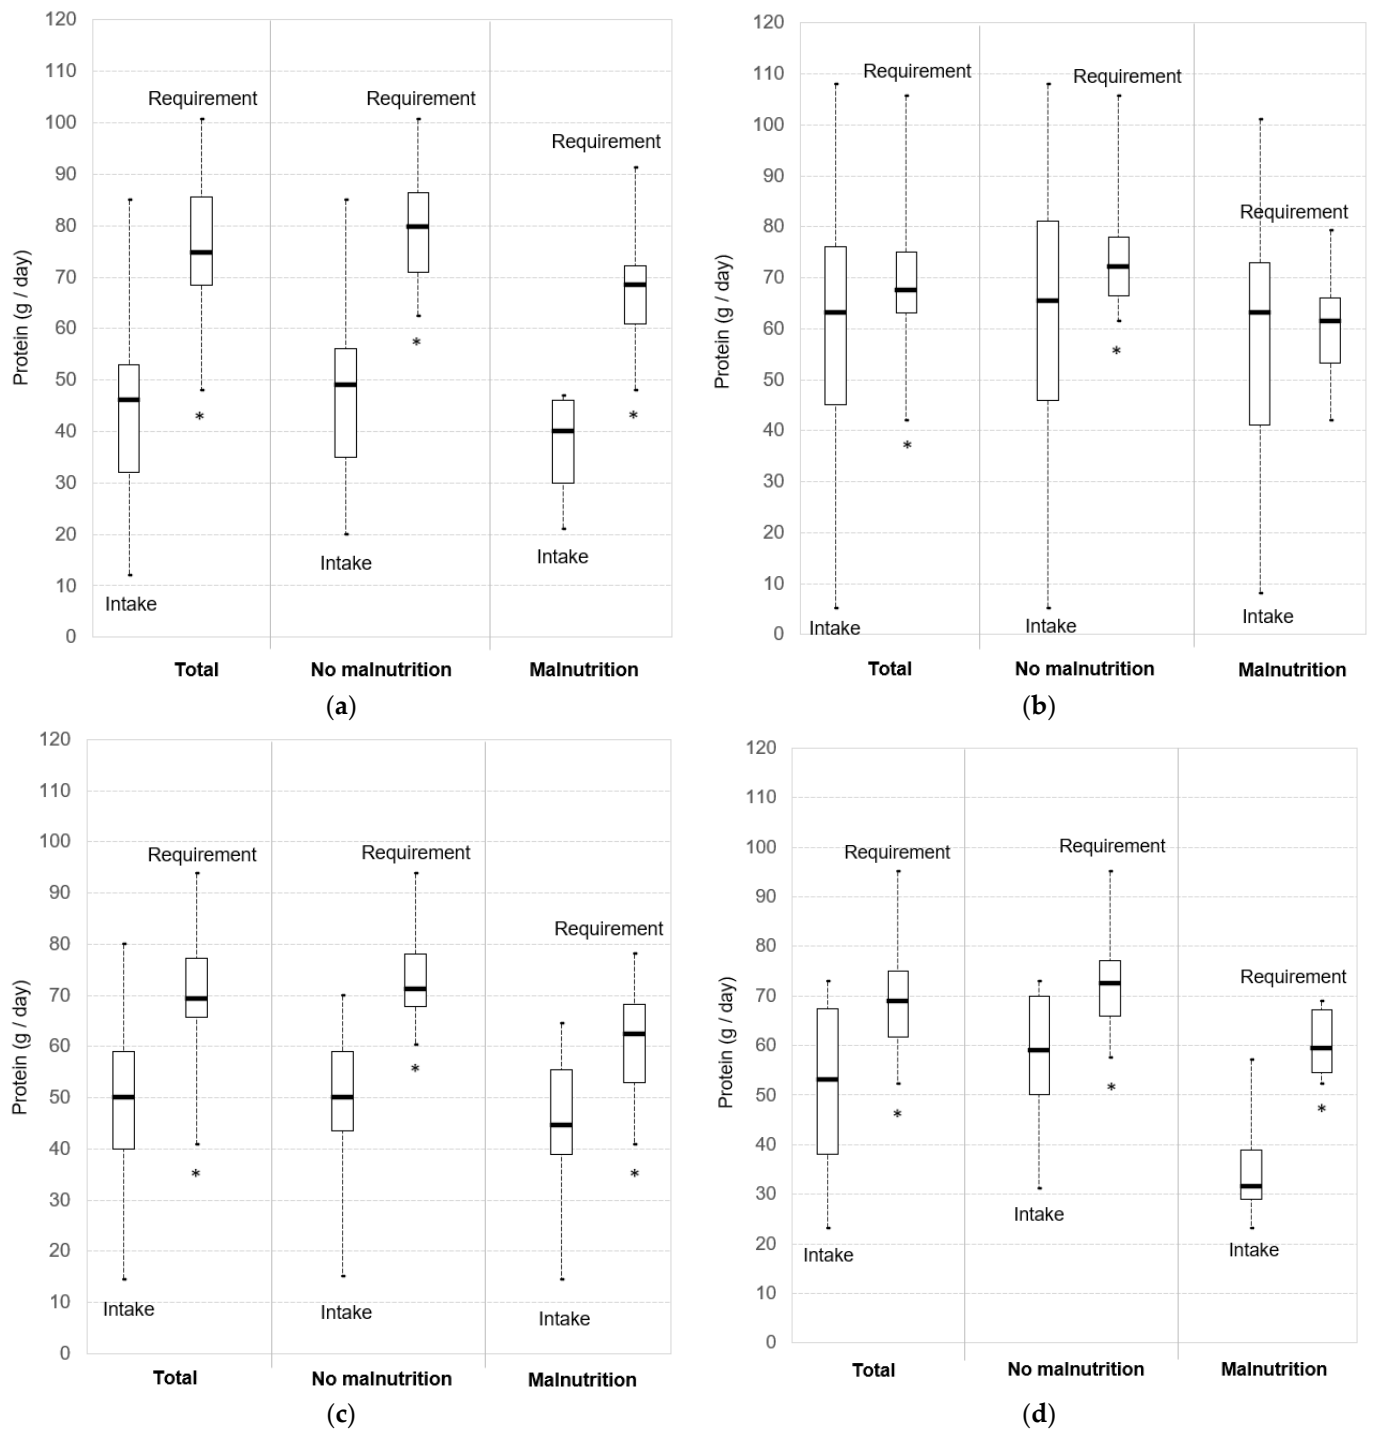 120
110
100
90
80
70
60
50
40
30
20
10
0
Protein (g / day)
Requirement
Requirement
Requirement
*
*
*
Intake
Intake
Intake
Total
No malnutrition
Malnutrition
(a)
120
110
100
90
80
70
60
50
40
30
20
10
0
Protein (g / day)
Requirement
Requirement
Requirement
*
*
Intake
Intake
Intake
Total
No malnutrition
Malnutrition
(b)
120
110
100
90
80
70
60
50
40
30
20
10
0
Protein (g / day)
Requirement
Requirement
Requirement
*
*
*
Intake
Intake
Intake
Total
No malnutrition
Malnutrition
(c)
120
110
100
90
80
70
60
50
40
30
20
10
0
Protein (g / day)
Requirement
Requirement
Requirement
*
*
*
Intake
Intake
Intake
Total
No malnutrition
Malnutrition
(d)